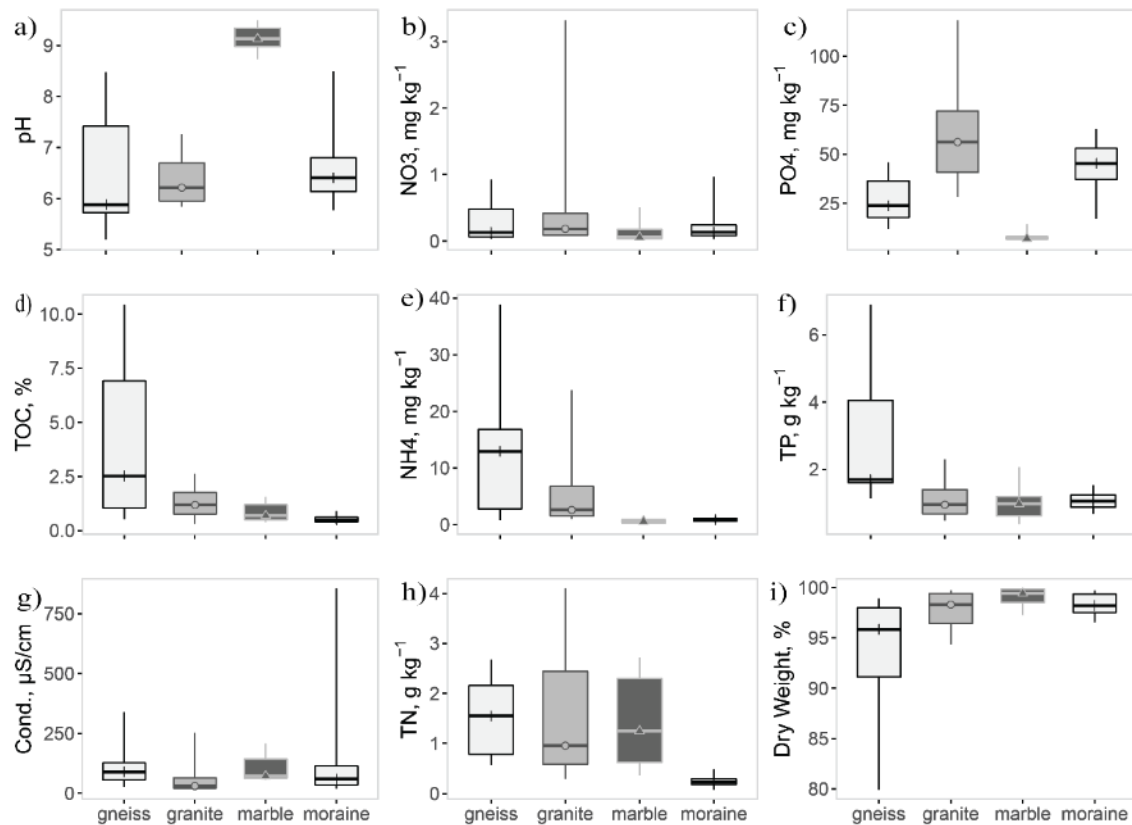 a)
pH
9
8
7
6
5
b)
NO3, mg kg⁻¹
3
2
1
0
c)
PO4, mg kg⁻¹
100
75
50
25
d)
TOC, %
10.0
7.5
5.0
2.5
0.0
e)
NH4, mg kg⁻¹
40
30
20
10
0
f)
TP, g kg⁻¹
6
4
2
g)
Cond., µS/cm
750
500
250
0
gneiss granite marble moraine
h)
TN, g kg⁻¹
4
3
2
1
0
gneiss granite marble moraine
i)
Dry Weight, %
100
95
90
85
80
gneiss granite marble moraine